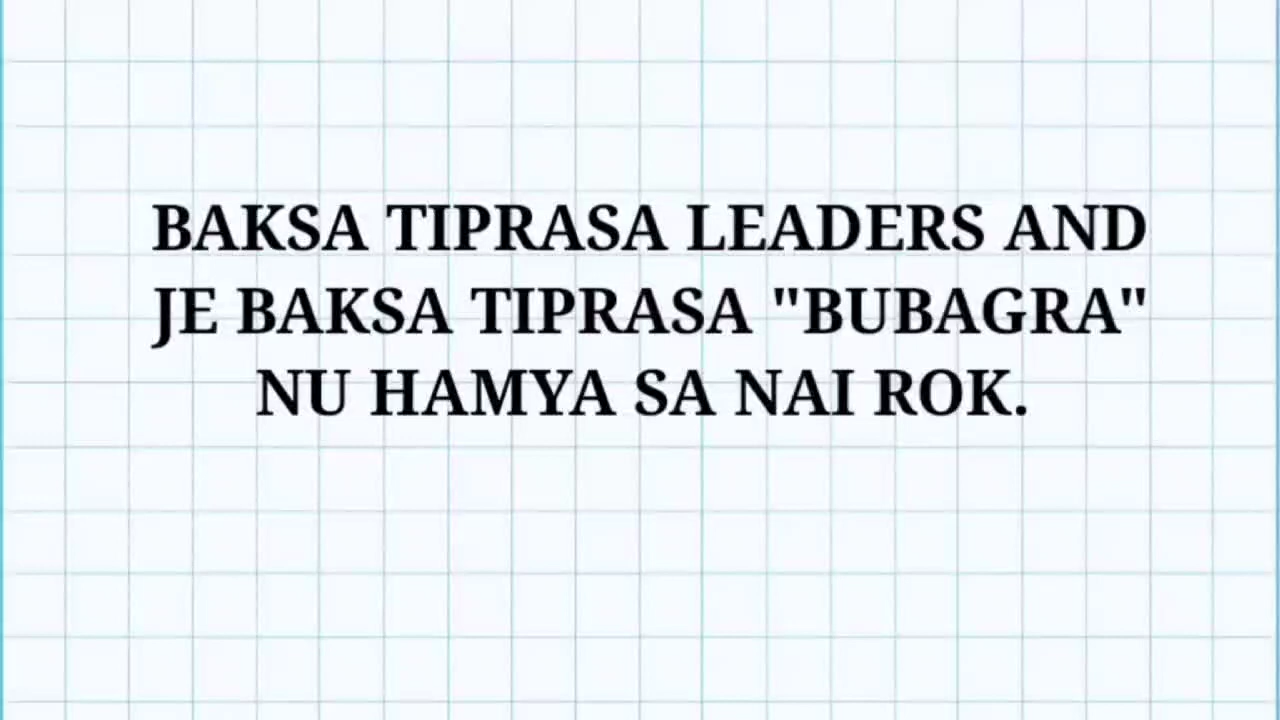 BAKSA TIPRASA LEADERS AND
JE BAKSA TIPRASA "BUBAGRA"
NU HAMYA SA NAI ROK.